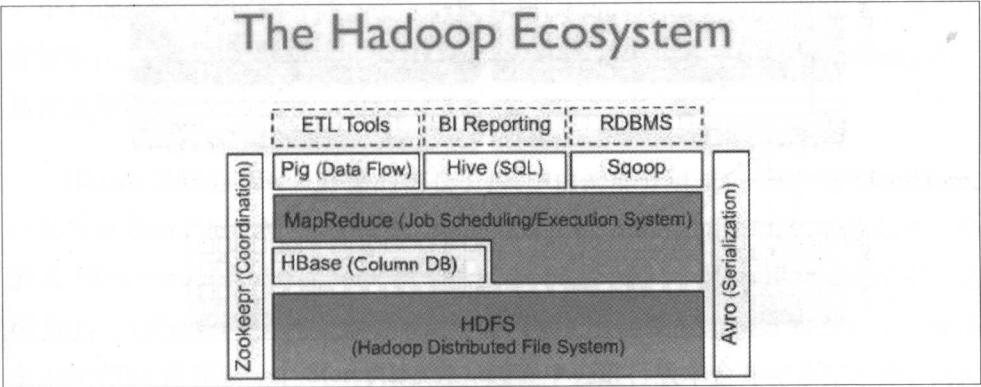 The Hadoop Ecosystem
ETL Tools
BI Reporting
RDBMS
Pig (Data Flow)
Hive (SQL)
Sqoop
Zookeepr (Coordination)
MapReduce (Job Scheduling/Execution System)
HBase (Column DB)
HDFS
(Hadoop Distributed File System)
Avro (Serialization)